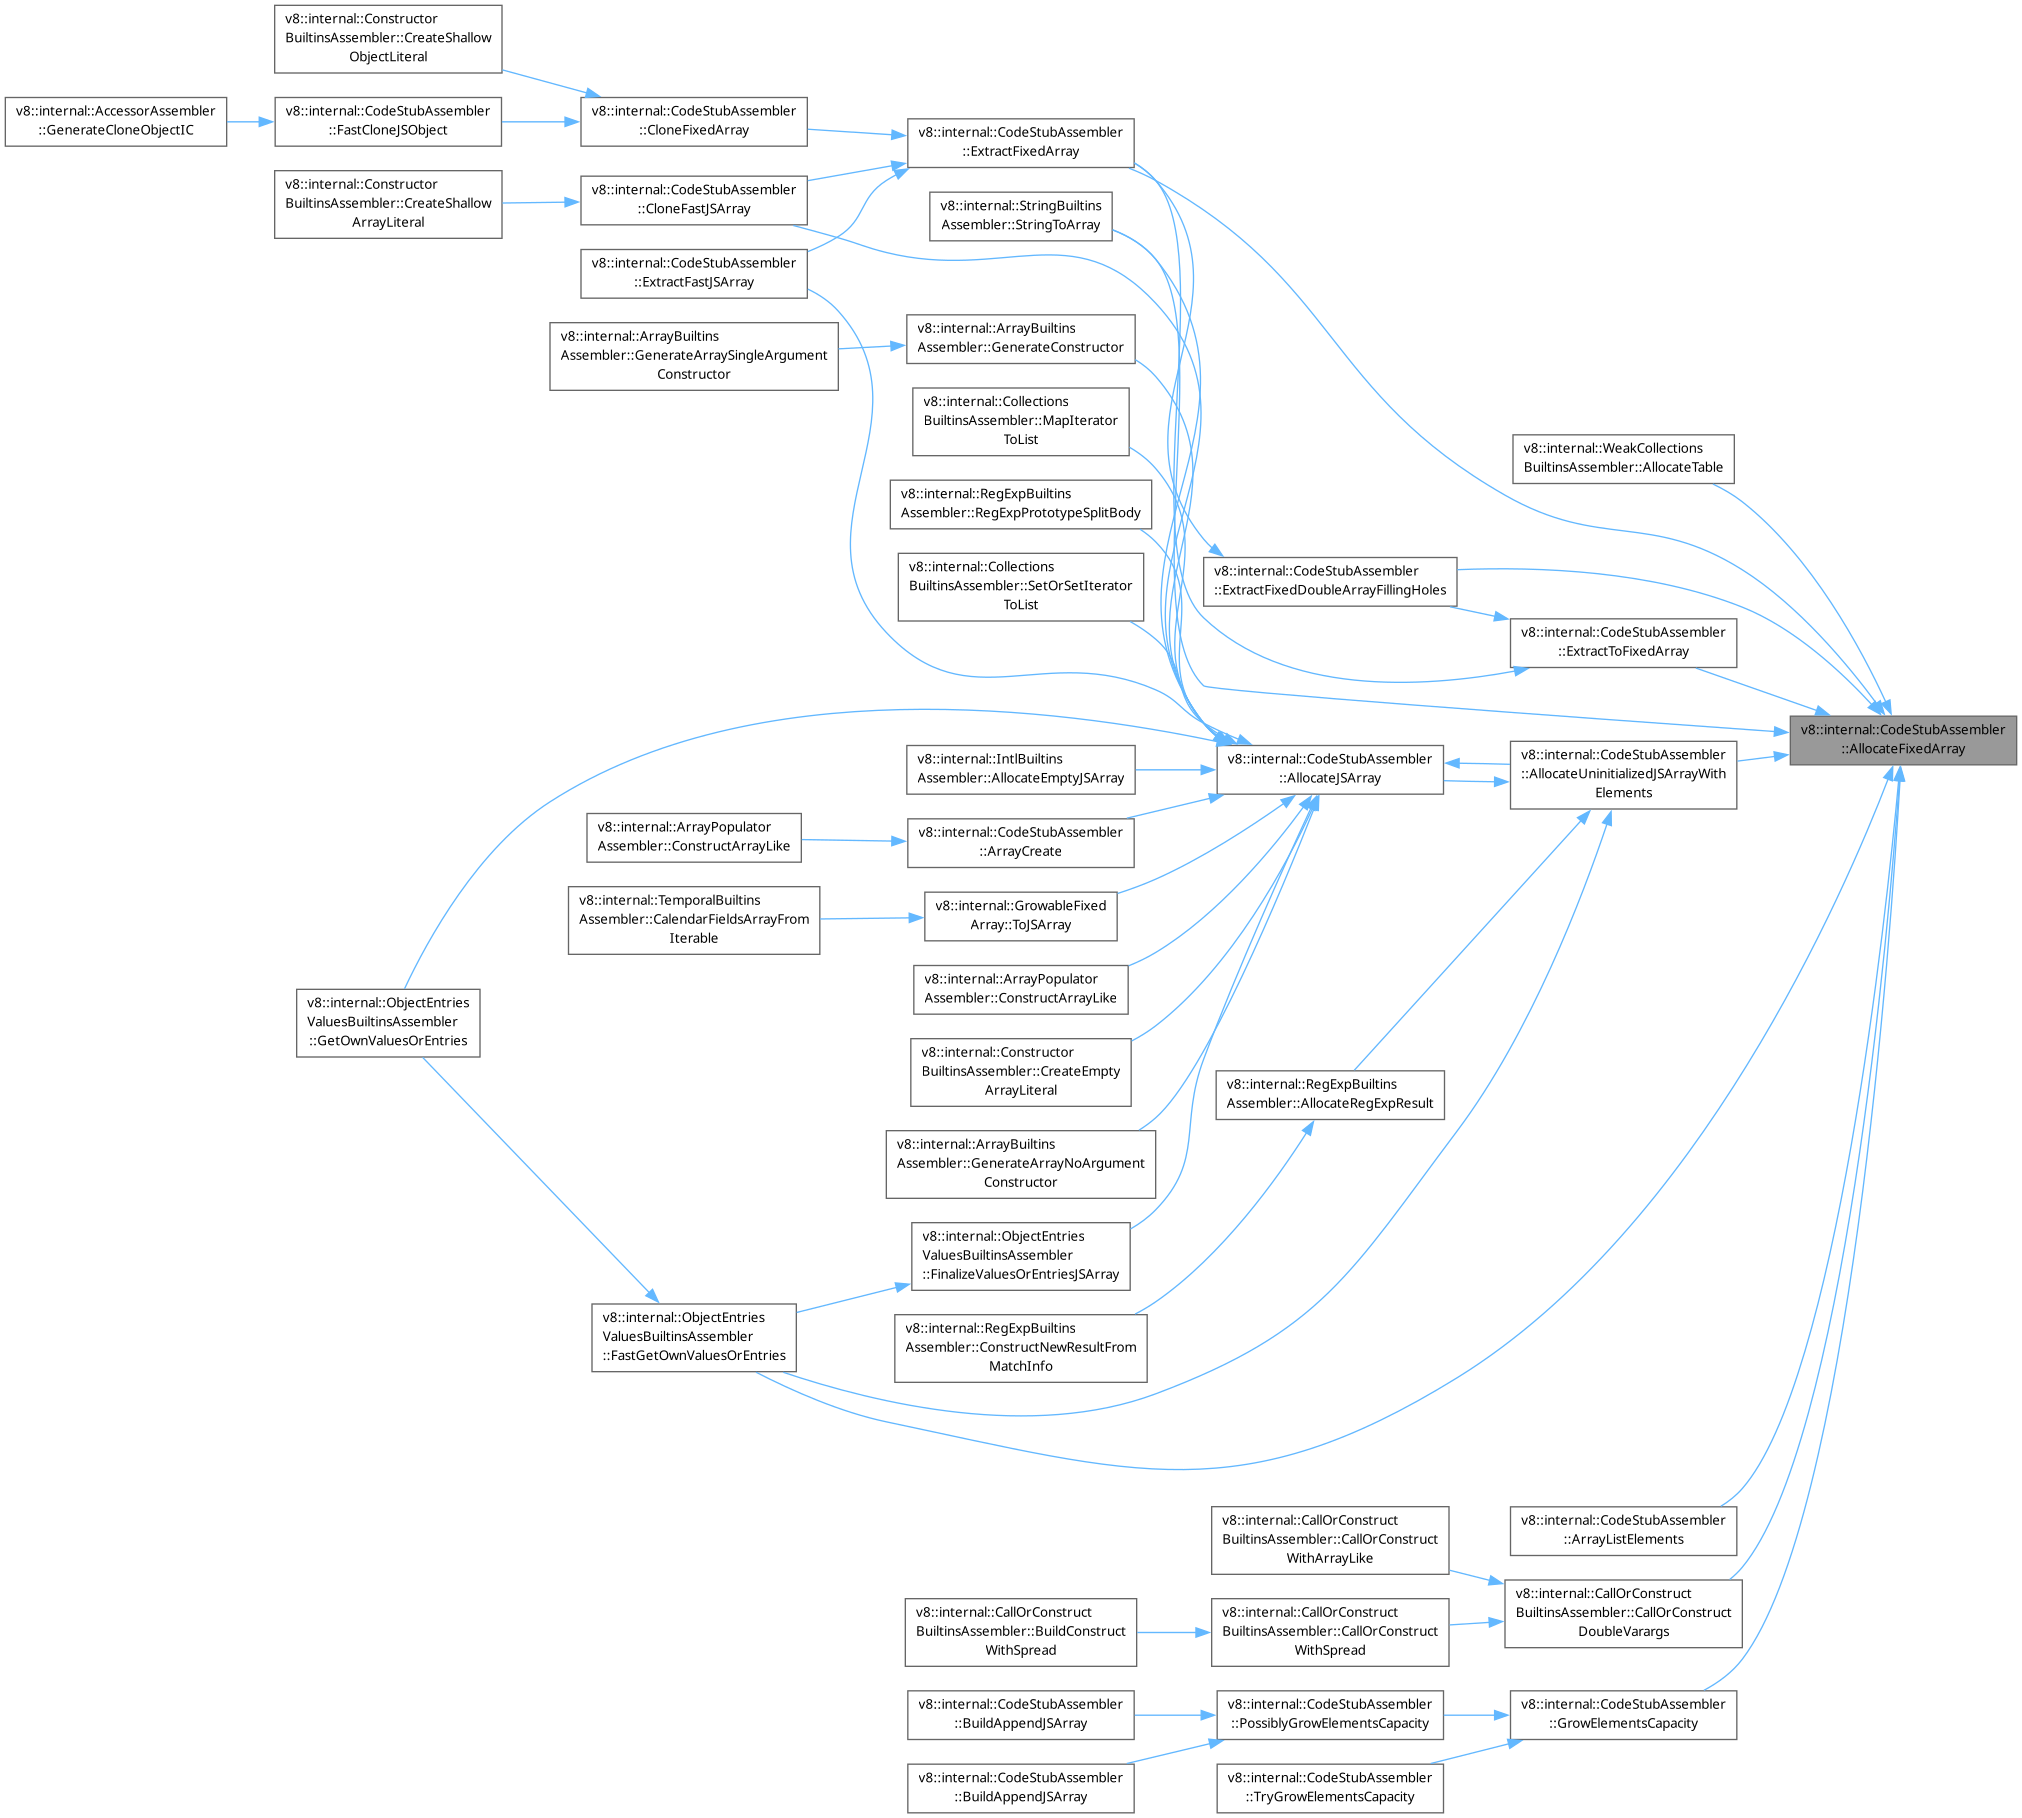 v8::internal::Constructor
BuiltinsAssembler::CreateShallow
ObjectLiteral
v8::internal::AccessorAssembler
::GenerateCloneObjectIC
v8::internal::CodeStubAssembler
::FastCloneJSObject
v8::internal::CodeStubAssembler
::CloneFixedArray
v8::internal::CodeStubAssembler
::ExtractFixedArray
v8::internal::Constructor
BuiltinsAssembler::CreateShallow
ArrayLiteral
v8::internal::CodeStubAssembler
::CloneFastJSArray
v8::internal::StringBuiltins
Assembler::StringToArray
v8::internal::CodeStubAssembler
::ExtractFastJSArray
v8::internal::ArrayBuiltins
Assembler::GenerateArraySingleArgument
Constructor
v8::internal::ArrayBuiltins
Assembler::GenerateConstructor
v8::internal::Collections
BuiltinsAssembler::MapIterator
ToList
v8::internal::WeakCollections
BuiltinsAssembler::AllocateTable
v8::internal::RegExpBuiltins
Assembler::RegExpPrototypeSplitBody
v8::internal::Collections
BuiltinsAssembler::SetOrSetIterator
ToList
v8::internal::CodeStubAssembler
::ExtractFixedDoubleArrayFillingHoles
v8::internal::CodeStubAssembler
::ExtractToFixedArray
v8::internal::CodeStubAssembler
::AllocateFixedArray
v8::internal::IntlBuiltins
Assembler::AllocateEmptyJSArray
v8::internal::CodeStubAssembler
::AllocateJSArray
v8::internal::CodeStubAssembler
::AllocateUninitializedJSArrayWith
Elements
v8::internal::ArrayPopulator
Assembler::ConstructArrayLike
v8::internal::CodeStubAssembler
::ArrayCreate
v8::internal::TemporalBuiltins
Assembler::CalendarFieldsArrayFrom
Iterable
v8::internal::GrowableFixed
Array::ToJSArray
v8::internal::ArrayPopulator
Assembler::ConstructArrayLike
v8::internal::ObjectEntries
ValuesBuiltinsAssembler
::GetOwnValuesOrEntries
v8::internal::Constructor
BuiltinsAssembler::CreateEmpty
ArrayLiteral
v8::internal::RegExpBuiltins
Assembler::AllocateRegExpResult
v8::internal::ArrayBuiltins
Assembler::GenerateArrayNoArgument
Constructor
v8::internal::ObjectEntries
ValuesBuiltinsAssembler
::FinalizeValuesOrEntriesJSArray
v8::internal::ObjectEntries
ValuesBuiltinsAssembler
::FastGetOwnValuesOrEntries
v8::internal::RegExpBuiltins
Assembler::ConstructNewResultFrom
MatchInfo
v8::internal::CallOrConstruct
BuiltinsAssembler::CallOrConstruct
WithArrayLike
v8::internal::CodeStubAssembler
::ArrayListElements
v8::internal::CallOrConstruct
BuiltinsAssembler::BuildConstruct
WithSpread
v8::internal::CallOrConstruct
BuiltinsAssembler::CallOrConstruct
WithSpread
v8::internal::CallOrConstruct
BuiltinsAssembler::CallOrConstruct
DoubleVarargs
v8::internal::CodeStubAssembler
::BuildAppendJSArray
v8::internal::CodeStubAssembler
::PossiblyGrowElementsCapacity
v8::internal::CodeStubAssembler
::GrowElementsCapacity
v8::internal::CodeStubAssembler
::BuildAppendJSArray
v8::internal::CodeStubAssembler
::TryGrowElementsCapacity